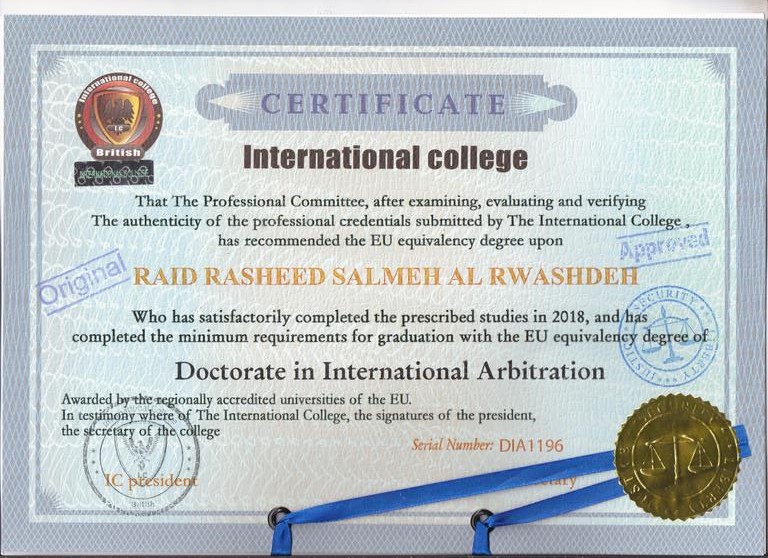 International college
I.C
British
INTERNATIONAL COLLEGE
CERTIFICATE
International college
That The Professional Committee, after examining, evaluating and verifying
The authenticity of the professional credentials submitted by The International College ,
has recommended the EU equivalency degree upon
Approved
Original
RAID RASHEED SALMEH AL RWASHDEH
SECURITY
LIBERTY
JUSTICE
Who has satisfactorily completed the prescribed studies in 2018, and has
completed the minimum requirements for graduation with the EU equivalency degree of
Doctorate in International Arbitration
Awarded by the regionally accredited universities of the EU.
In testimony where of The International College, the signatures of the president,
the secretary of the college
Serial Number: DIA1196
IC president
SECURITY